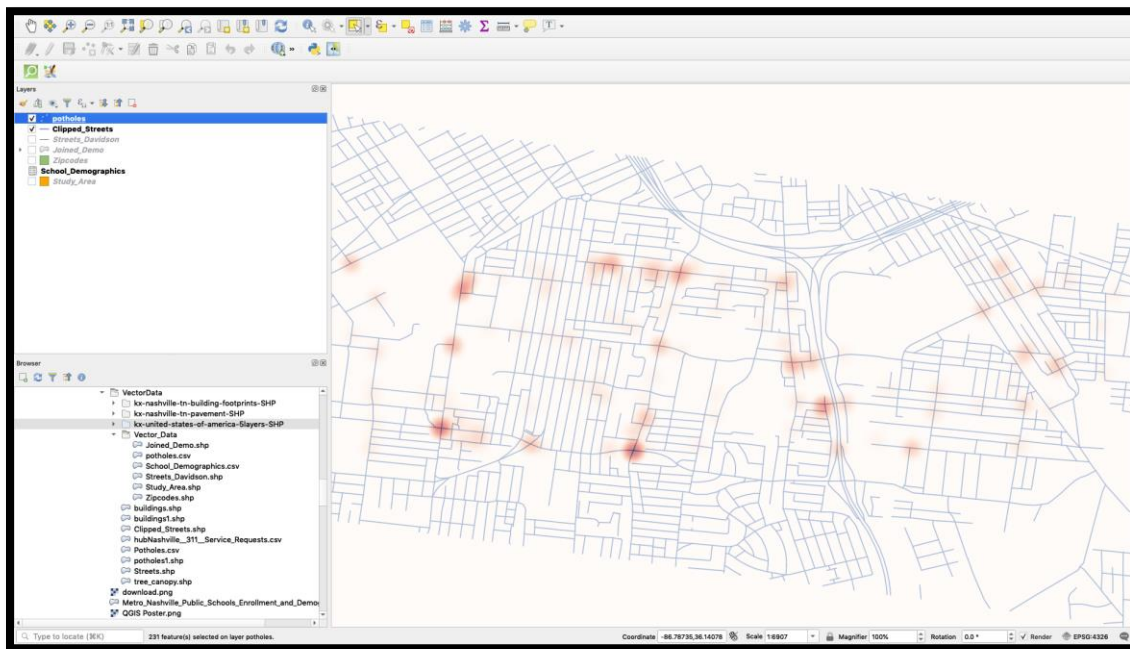 Layers
potholes
Clipped_Streets
Streets_Davidson
Joined_Demo
Zipcodes
School_Demographics
Study_Area
Browser
VectorData
kx-nashville-tn-building-footprints-SHP
kx-nashville-tn-pavement-SHP
kx-united-states-of-america-5layers-SHP
Vector_Data
Joined_Demo.shp
potholes.csv
School_Demographics.csv
Streets_Davidson.shp
Study_Area.shp
Zipcodes.shp
buildings.shp
buildings1.shp
Clipped_Streets.shp
hubNashville__311__Service_Requests.csv
Potholes.csv
potholes1.shp
Streets.shp
tree_canopy.shp
download.png
Metro_Nashville_Public_Schools_Enrollment_and_Demo
QGIS Poster.png
Type to locate (⌘K) 231 feature(s) selected on layer potholes. Coordinate -86.78735,36.14076 Scale 1:6907 Magnifier 100% Rotation 0.0 ° Render EPSG:4326